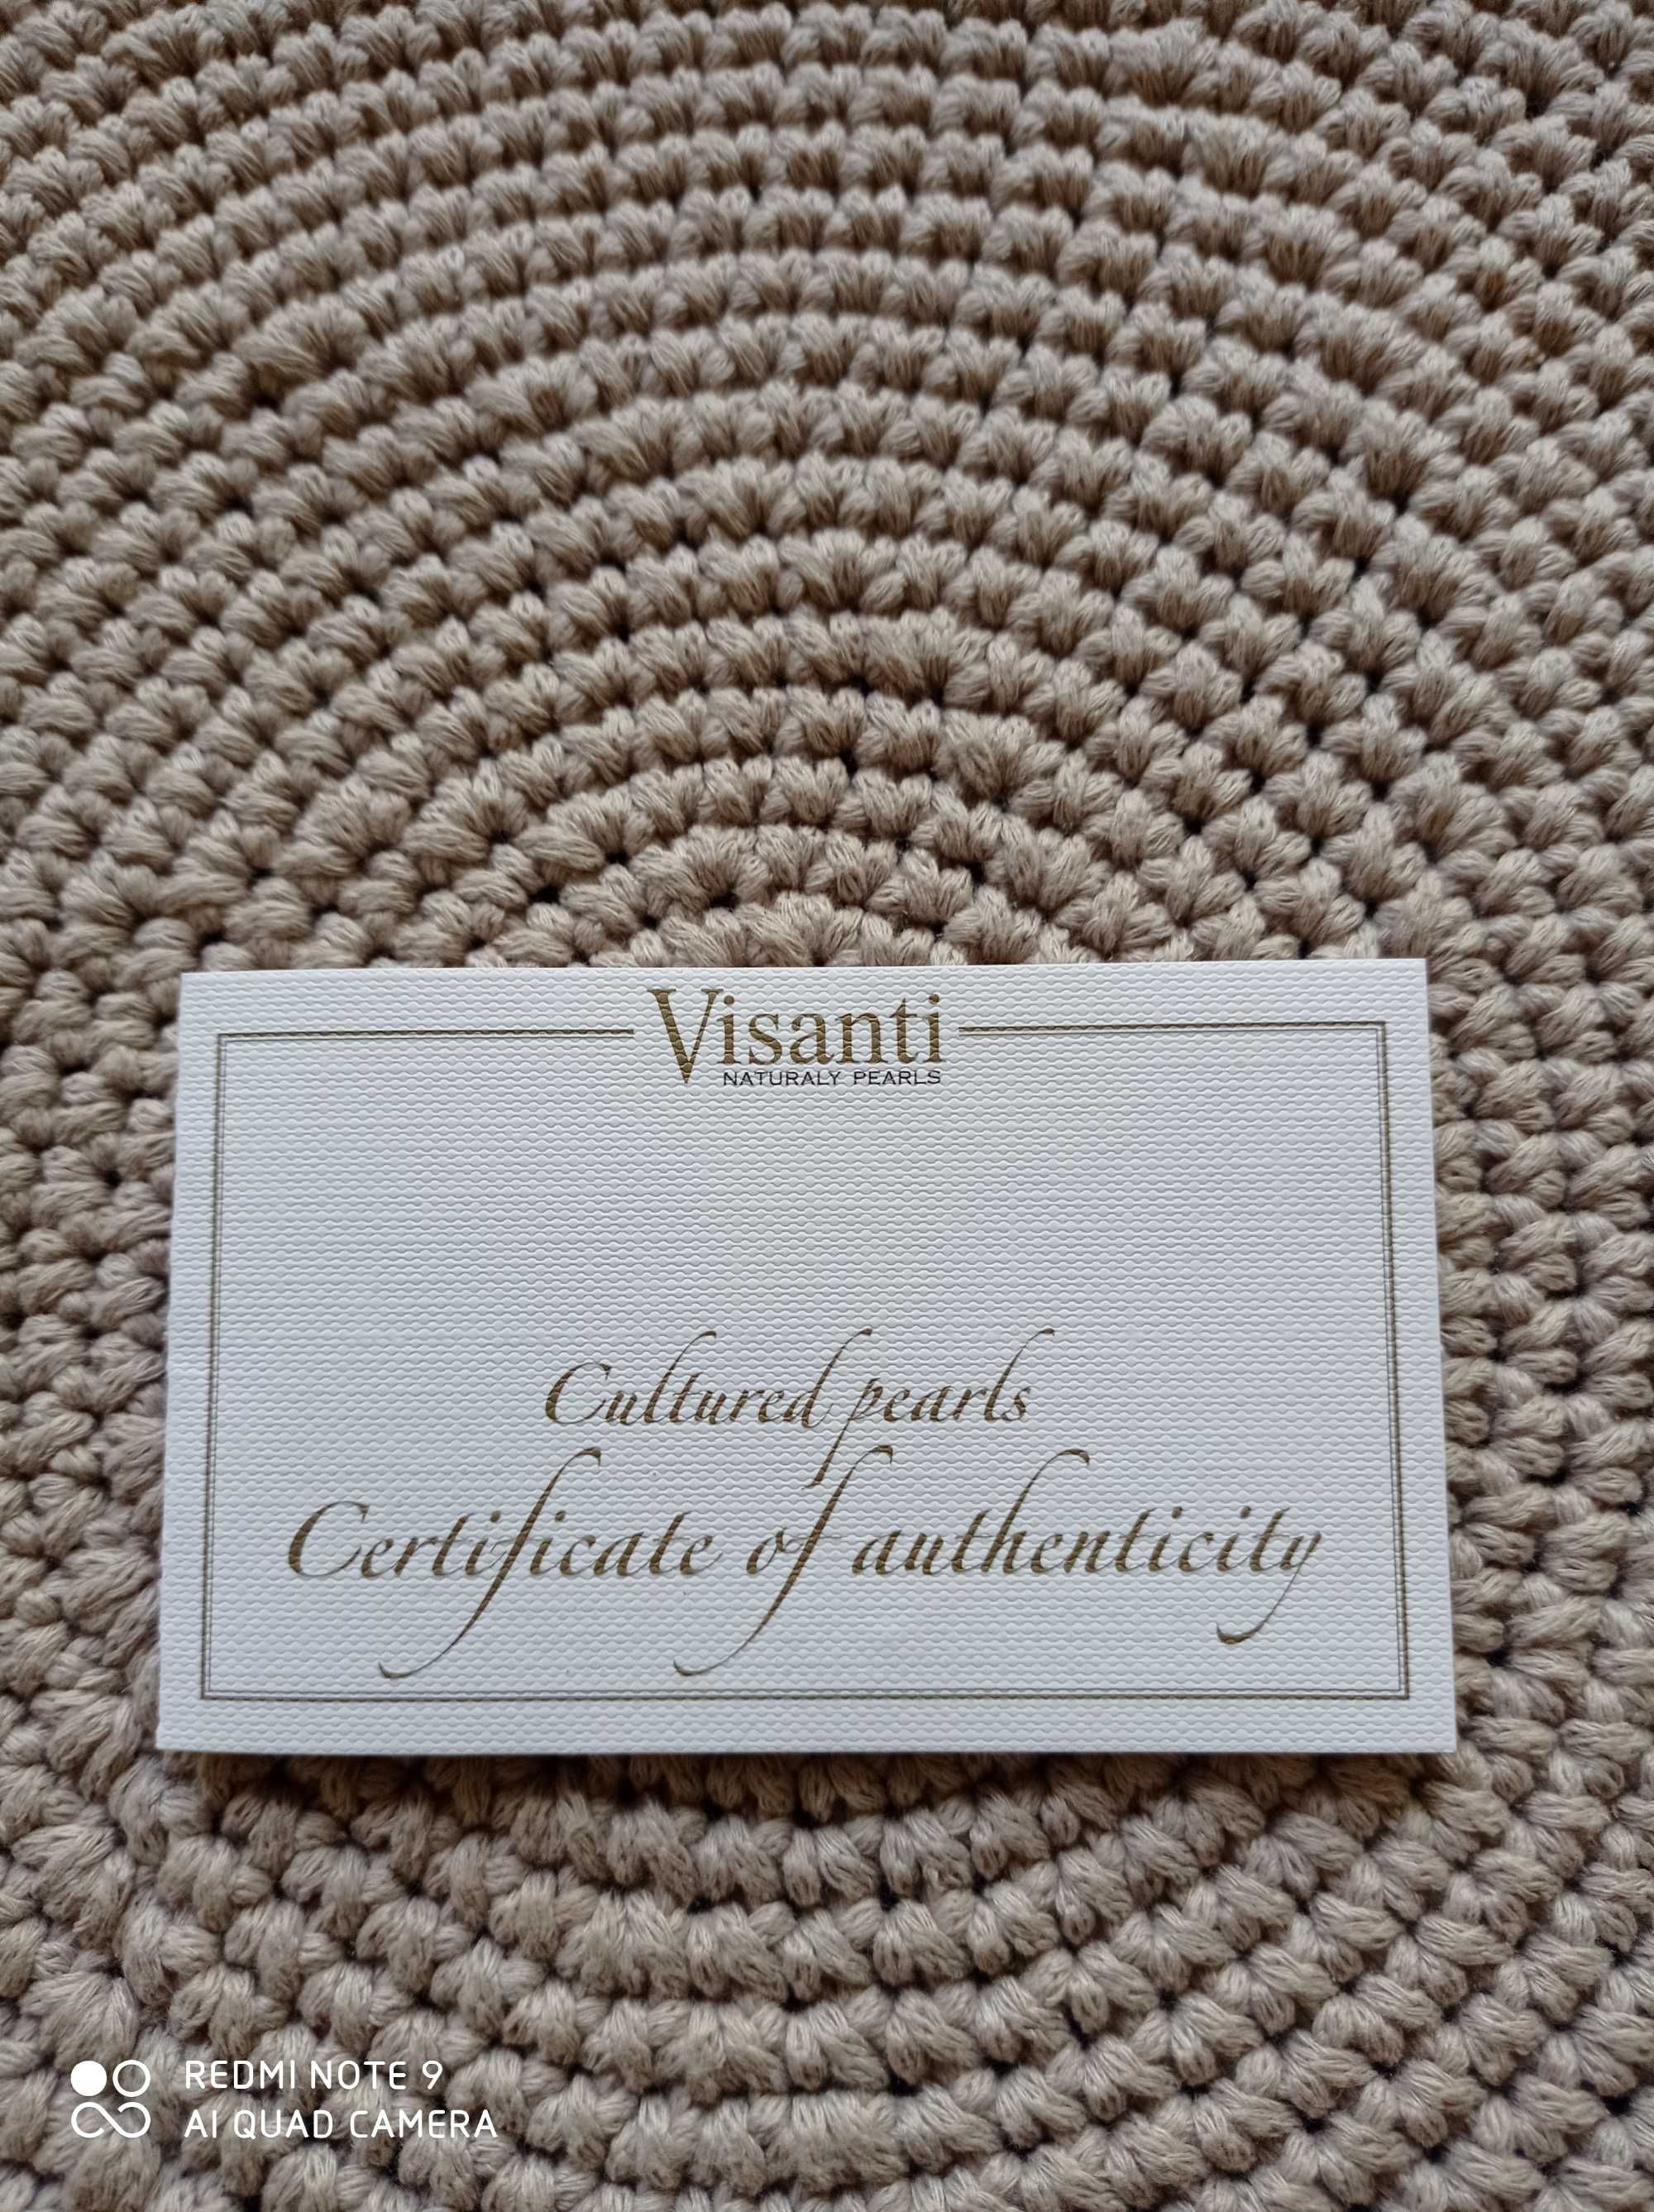 Visanti
NATURALY PEARLS
Cultured pearls
Certificate of authenticity
REDMI NOTE 9
AI QUAD CAMERA